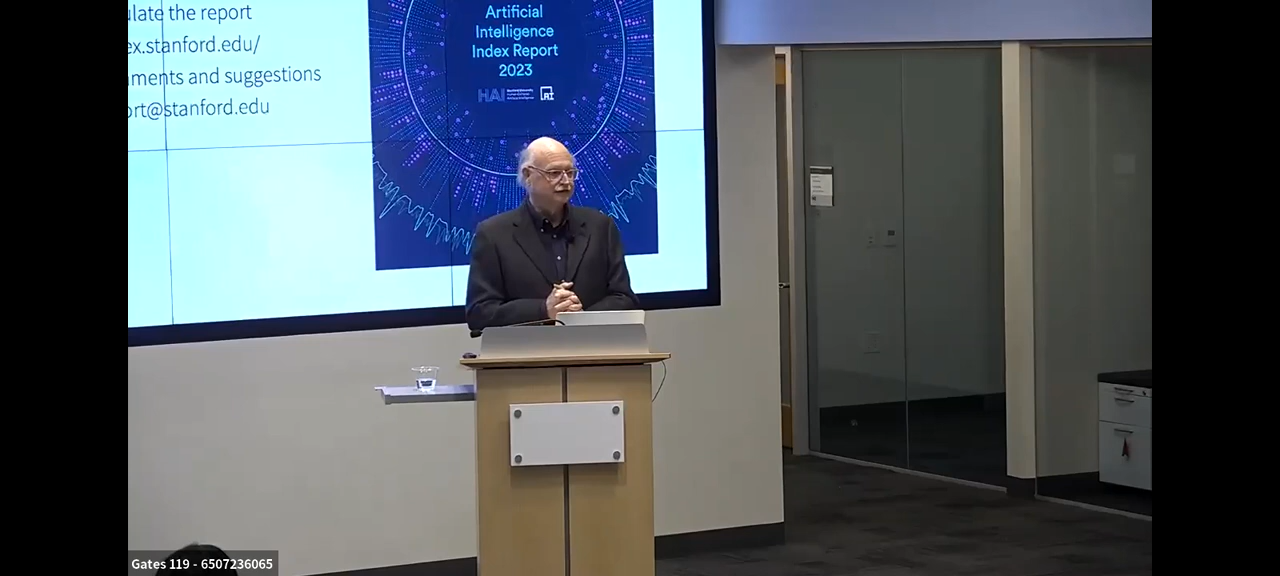 ulate the report
ex.stanford.edu/
ments and suggestions
ort@stanford.edu
Artificial
Intelligence
Index Report
2023
HAI
Gates 119 - 6507236065